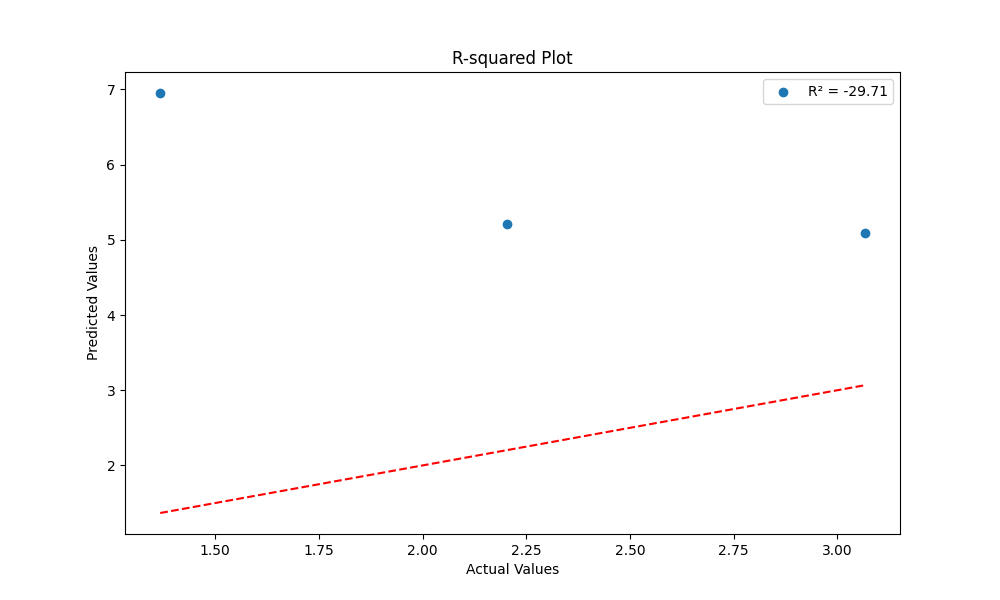 R-squared Plot
R² = -29.71
7
6
5
4
3
2
Predicted Values
1.50 1.75 2.00 2.25 2.50 2.75 3.00
Actual Values